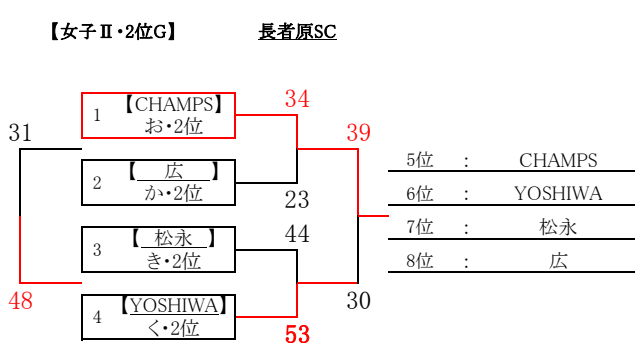 【女子Ⅱ・2位G】 長者原SC
34
1 【CHAMPS】
お・2位
31
39
5位 : CHAMPS
2 【 広 】
か・2位
6位 : YOSHIWA
23
7位 : 松永
44
3 【 松永 】
き・2位
8位 : 広
48
30
4 【YOSHIWA】
く・2位
53